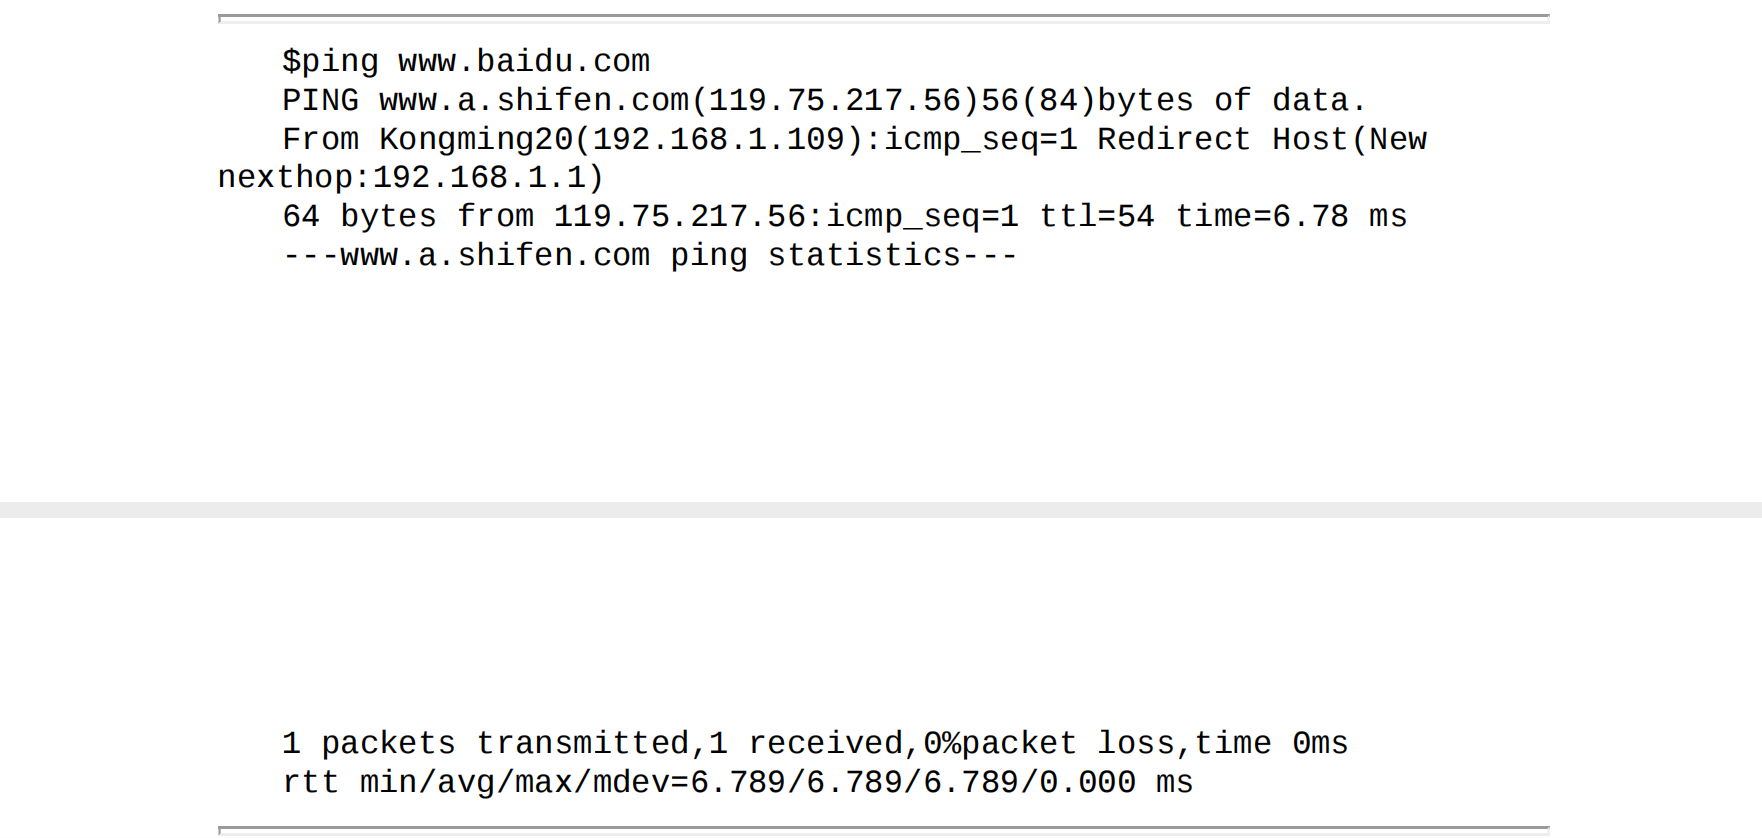 $ping www.baidu.com
PING www.a.shifen.com(119.75.217.56)56(84)bytes of data.
From Kongming20(192.168.1.109):icmp_seq=1 Redirect Host(New
nexthop:192.168.1.1)
64 bytes from 119.75.217.56:icmp_seq=1 ttl=54 time=6.78 ms
---www.a.shifen.com ping statistics---
1 packets transmitted,1 received,0%packet loss,time 0ms
rtt min/avg/max/mdev=6.789/6.789/6.789/0.000 ms